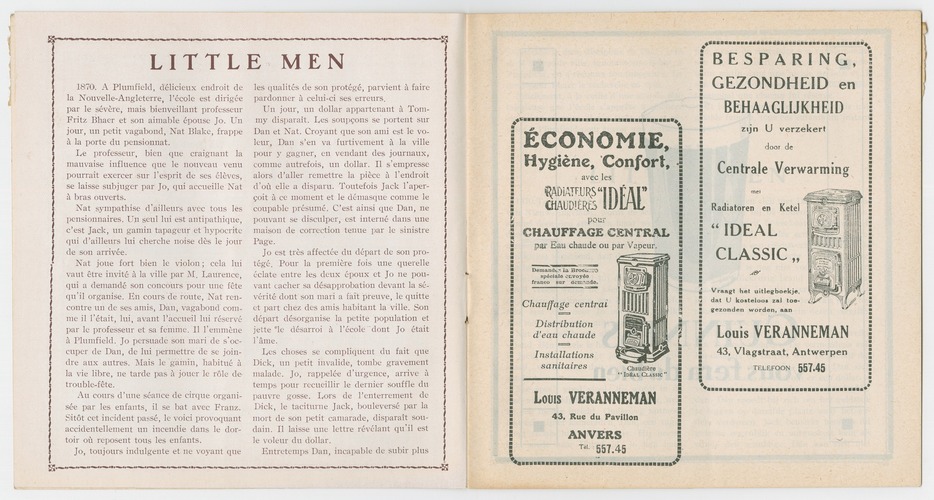 LITTLE MEN
1870. A Plumfield, délicieux endroit de
la Nouvelle-Angleterre, l'école est dirigée
par le sévère, mais bienveillant professeur
Fritz Bhaer et son aimable épouse Jo. Un
jour, un petit vagabond, Nat Blake, frappe
à la porte du pensionnat.
Le professeur, bien que craignant la
mauvaise influence que le nouveau venu
pourrait exercer sur l'esprit de ses élèves,
se laisse subjuger par Jo, qui accueille Nat
à bras ouverts.
Nat sympathise d'ailleurs avec tous les
pensionnaires. Un seul lui est antipathique,
c'est Jack, un gamin tapageur et hypocrite
qui d'ailleurs lui cherche noise dès le jour
de son arrivée.
Nat joue fort bien le violon; cela lui
vaut être invité à la ville par M. Laurence,
qui a demandé son concours pour une fête
qu'il organise. En cours de route, Nat ren-
contre un de ses amis, Dan, vagabond com-
me il l'était, lui, avant l'accueil lui réservé
par le professeur et sa femme. Il l'emmène
à Plumfield. Jo persuade son mari de s'oc-
cuper de Dan, de lui permettre de se join-
dre aux autres. Mais le gamin, habitué à
la vie libre, ne tarde pas à jouer le rôle de
trouble-fête.
Au cours d'une séance de cirque organi-
sée par les enfants, il se bat avec Franz.
Sitôt cet incident passé, le voici provoquant
accidentellement un incendie dans le dor-
toir où reposent tous les enfants.
Jo, toujours indulgente et ne voyant que
les qualités de son protégé, parvient à faire
pardonner à celui-ci ses erreurs.
Un jour, un dollar appartenant à Tom-
my disparaît. Les soupçons se portent sur
Dan et Nat. Croyant que son ami est le vo-
leur, Dan s'en va furtivement à la ville
pour y gagner, en vendant des journaux,
comme autrefois, un dollar. Il s'empresse
alors d'aller remettre la pièce à l'endroit
d'où elle a disparu. Toutefois Jack l'aper-
çoit à ce moment et le démasque comme le
coupable présumé. C'est ainsi que Dan, ne
pouvant se disculper, est interné dans une
maison de correction tenue par le sinistre
Page.
Jo est très affectée du départ de son pro-
tégé. Pour la première fois une querelle
éclate entre les deux époux et Jo ne pou-
vant cacher sa désapprobation devant la sé-
vérité dont son mari a fait preuve, le quitte
et part chez des amis habitant la ville. Son
départ désorganise la petite population et
jette le désarroi à l'école dont Jo était
l'âme.
Les choses se compliquent du fait que
Dick, un petit invalide, tombe gravement
malade. Jo, rappelée d'urgence, arrive à
temps pour recueillir le dernier souffle du
pauvre gosse. Lors de l'enterrement de
Dick, le taciturne Jack, bouleversé par la
mort de son petit camarade, disparaît sou-
dain. Il laisse une lettre révélant qu'il est
le voleur du dollar.
Entretemps Dan, incapable de subir plus
ÉCONOMIE,
Hygiène, Confort,
avec les
RADIATEURS "IDÉAL"
CHAUDIÈRES
pour
CHAUFFAGE CENTRAL
par Eau chaude ou par Vapeur.
Demandez la Brochure
spéciale envoyée
franco sur demande.
Chauffage central
Distribution
d'eau chaude
Installations
sanitaires
Chaudière
"IDEAL CLASSIC"
LOUIS VERANNEMAN
43, Rue du Pavillon
ANVERS
Tél. 557.45
BESPARING,
GEZONDHEID en
BEHAAGLIJKHEID
zijn U verzekert
door de
Centrale Verwarming
met
Radiatoren en Ketel
"IDEAL
CLASSIC„
Vraagt het uitlegboekje,
dat U kosteloos zal toe-
gezonden worden, aan
Louis VERANNEMAN
43, Vlagstraat, Antwerpen
TELEFOON 557.45